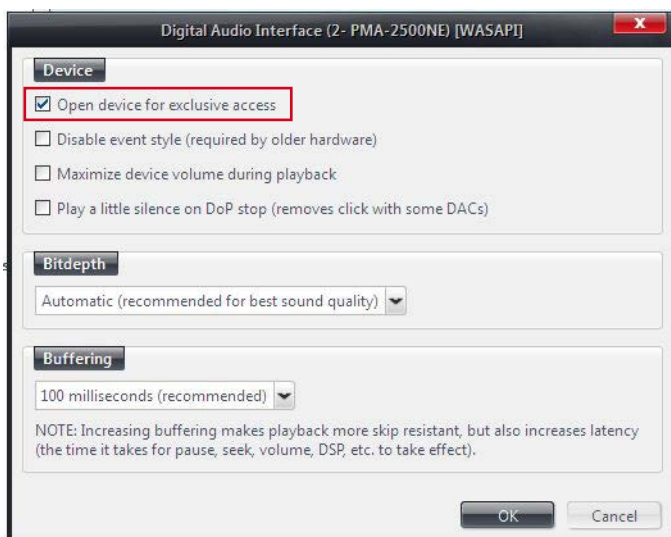 Digital Audio Interface (2- PMA-2500NE) [WASAPI]
Device
Open device for exclusive access
Disable event style (required by older hardware)
Maximize device volume during playback
Play a little silence on DoP stop (removes click with some DACs)
Bitdepth
Automatic (recommended for best sound quality)
Buffering
100 milliseconds (recommended)
NOTE: Increasing buffering makes playback more skip resistant, but also increases latency
(the time it takes for pause, seek, volume, DSP, etc. to take effect).
OK
Cancel